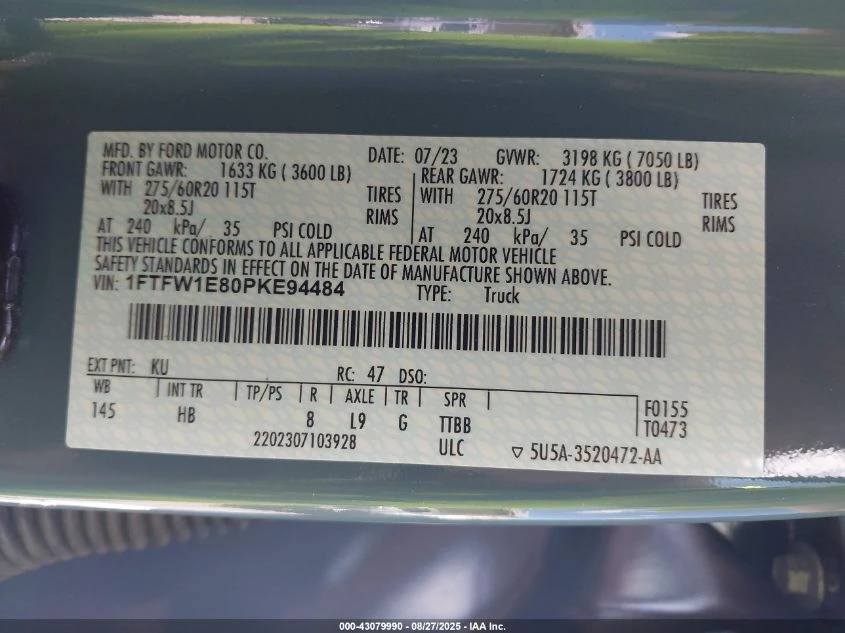 MFD. BY FORD MOTOR CO. DATE: 07/23 GVWR: 3198 KG ( 7050 LB)
FRONT GAWR: 1633 KG ( 3600 LB) REAR GAWR: 1724 KG ( 3800 LB)
WITH 275/60R20 115T TIRES WITH 275/60R20 115T TIRES
20x8.5J RIMS 20x8.5J RIMS
AT 240 kPa/ 35 PSI COLD AT 240 kPa/ 35 PSI COLD
THIS VEHICLE CONFORMS TO ALL APPLICABLE FEDERAL MOTOR VEHICLE
SAFETY STANDARDS IN EFFECT ON THE DATE OF MANUFACTURE SHOWN ABOVE.
VIN: 1FTFW1E80PKE94484 TYPE: Truck
EXT PNT: KU RC: 47 DSO:
WB INT TR TP/PS R AXLE TR SPR F0155
145 HB 8 L9 G TTBB T0473
2202307103928 ULC ▽ 5U5A-3520472-AA
000-43079990 - 08/27/2025 - IAA Inc.